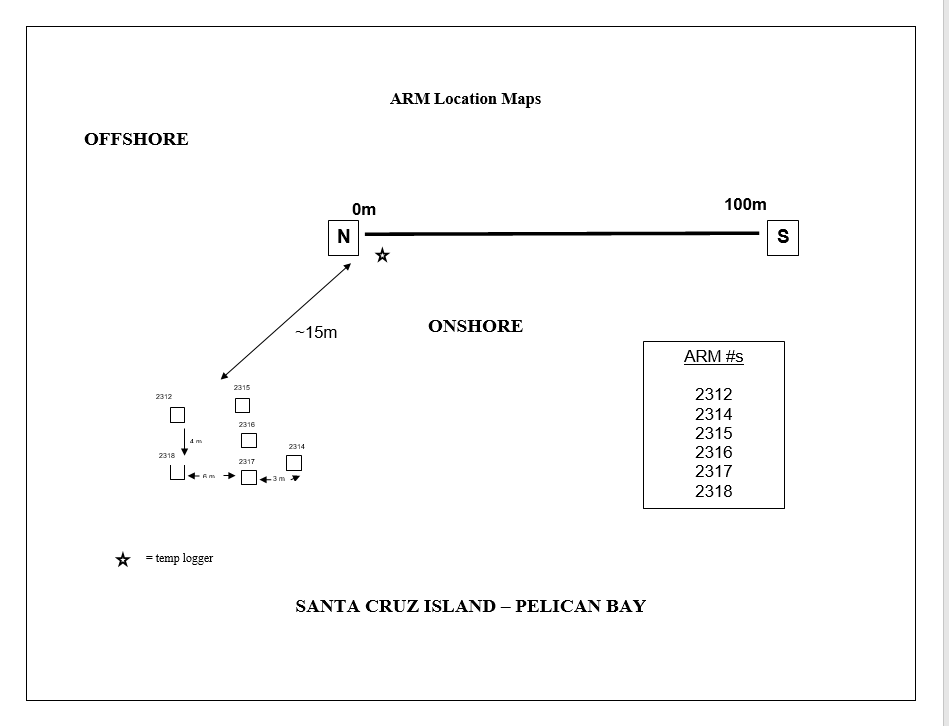 ARM Location Maps
OFFSHORE
0m
100m
N
S
~15m
ONSHORE
ARM #s
2312
2314
2315
2316
2317
2318
2315
2312
2316
4 m
2314
2318
2317
6 m
3 m
= temp logger
SANTA CRUZ ISLAND – PELICAN BAY